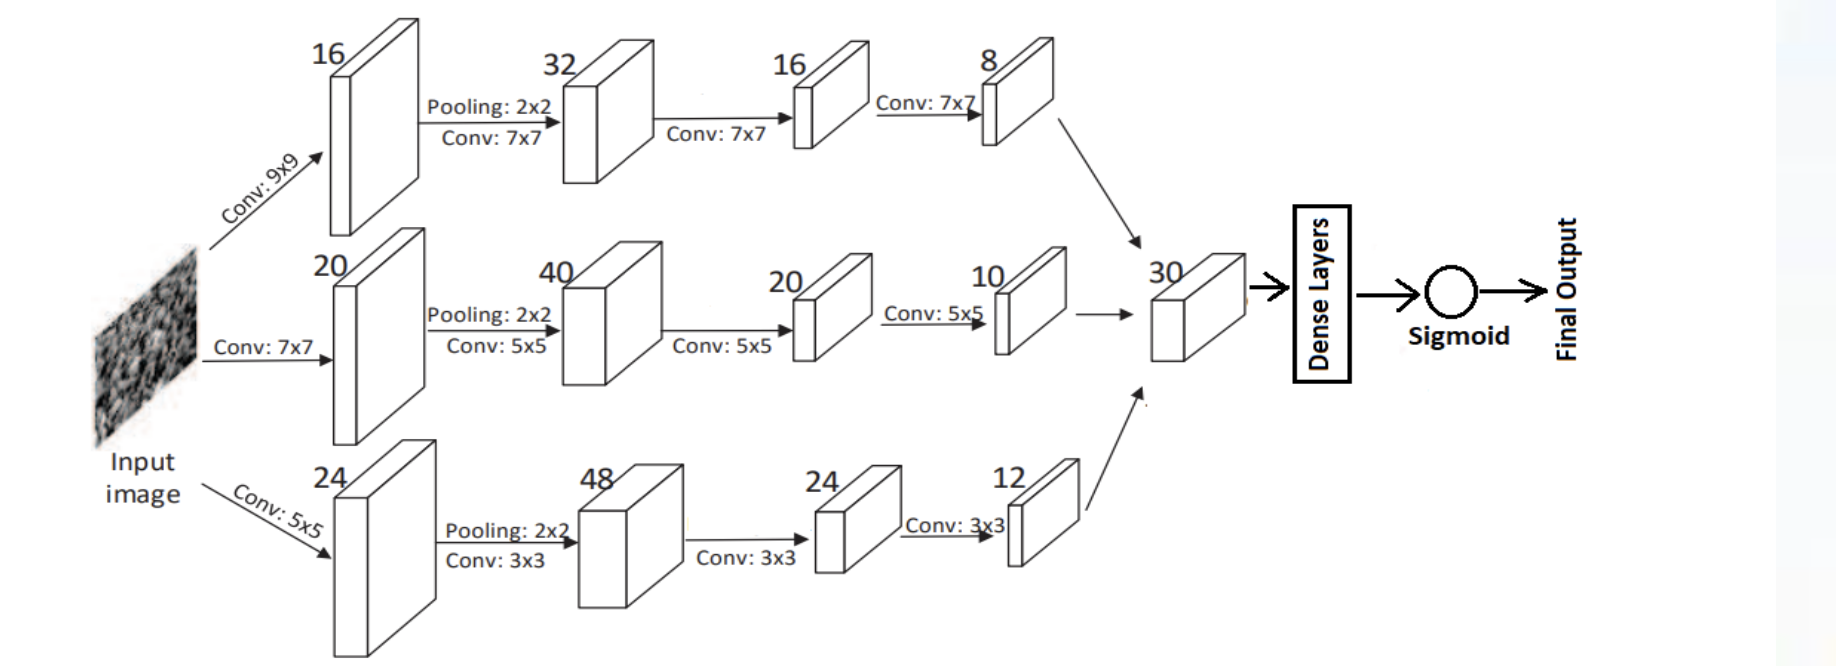 16
Conv: 9x9
Pooling: 2x2
Conv: 7x7
32
Conv: 7x7
16
Conv: 7x7
8
Input
image
Conv: 7x7
20
Pooling: 2x2
Conv: 5x5
40
Conv: 5x5
20
Conv: 5x5
10
Conv: 5x5
24
Pooling: 2x2
Conv: 3x3
48
Conv: 3x3
24
Conv: 3x3
12
30
Dense Layers
Sigmoid
Final Output